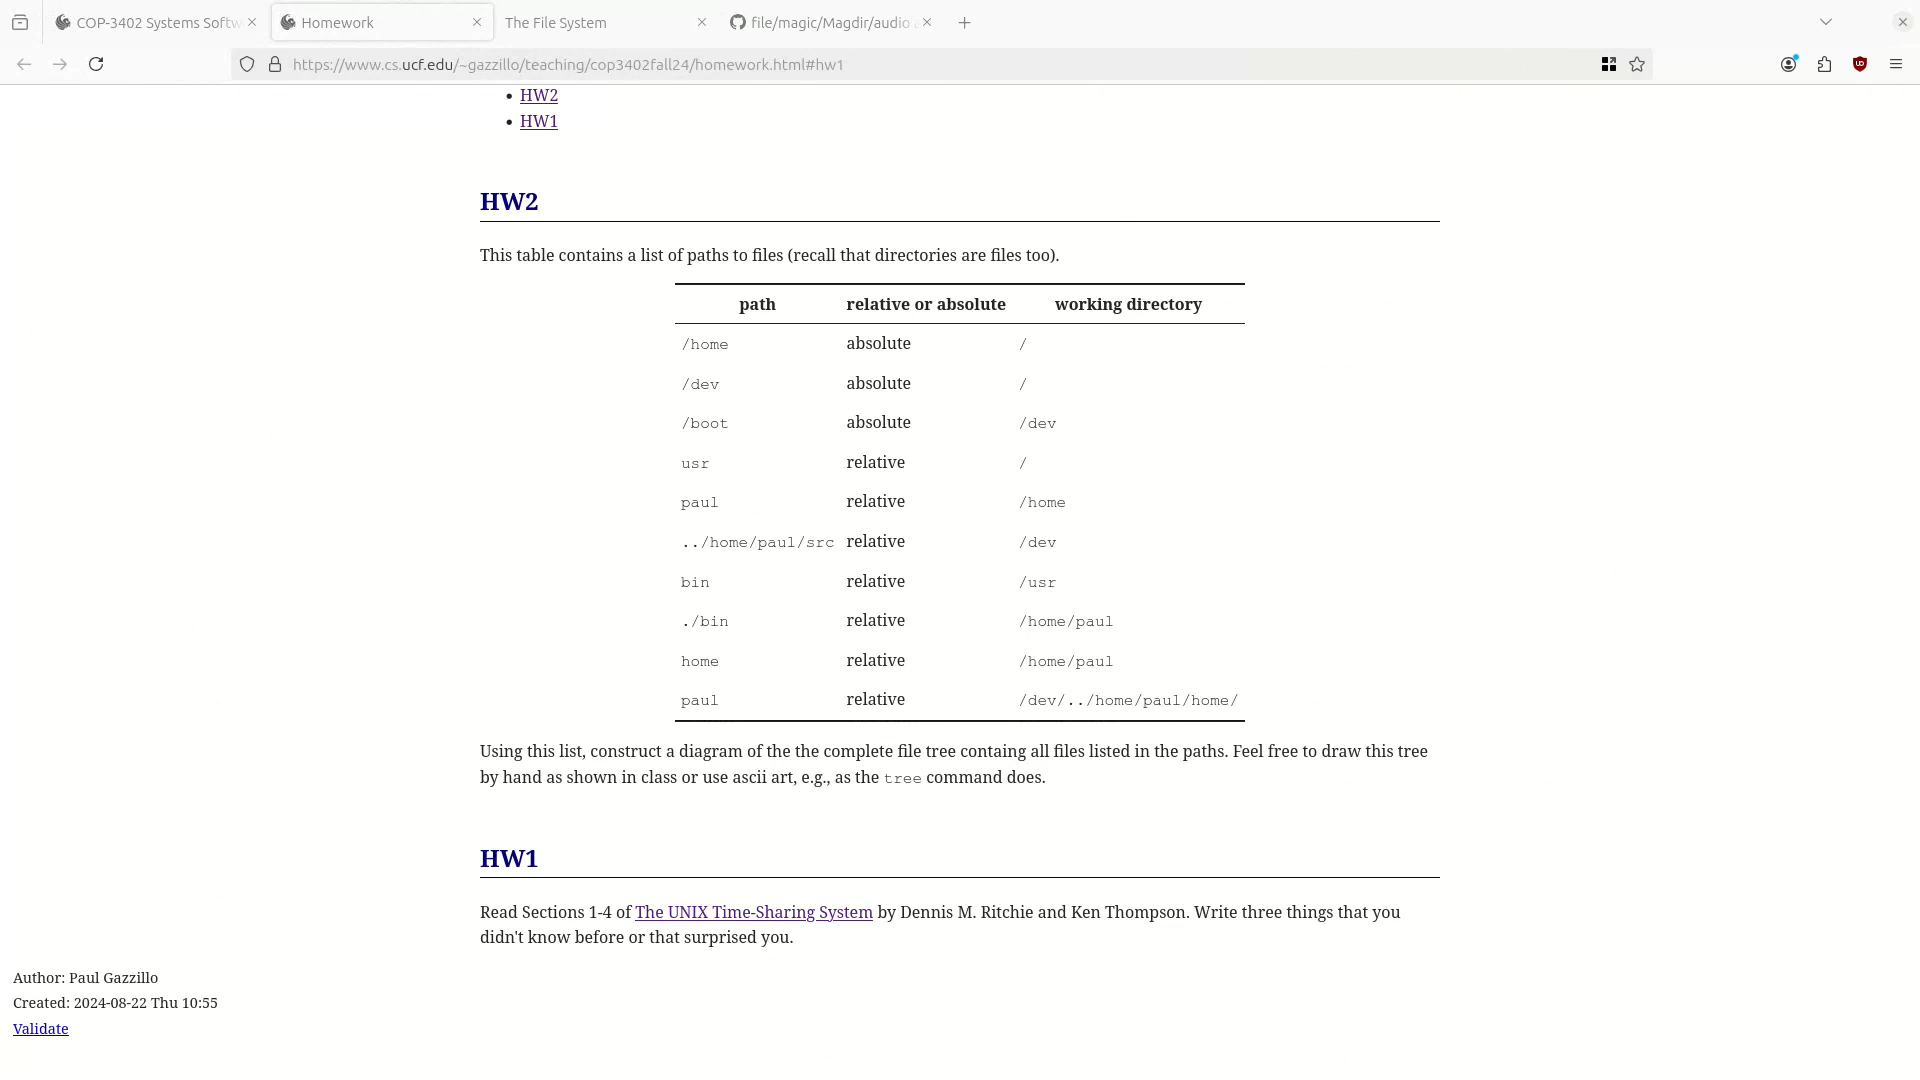 COP-3402 Systems Softw
Homework
The File System
file/magic/Magdir/audio
https://www.cs.ucf.edu/~gazzillo/teaching/cop3402fall24/homework.html#hw1
• HW2
• HW1
HW2
This table contains a list of paths to files (recall that directories are files too).
path relative or absolute working directory
/home absolute /
/dev absolute /
/boot absolute /dev
usr relative /
paul relative /home
../home/paul/src relative /dev
bin relative /usr
./bin relative /home/paul
home relative /home/paul
paul relative /dev/../home/paul/home/
Using this list, construct a diagram of the the complete file tree containg all files listed in the paths. Feel free to draw this tree
by hand as shown in class or use ascii art, e.g., as the tree command does.
HW1
Read Sections 1-4 of The UNIX Time-Sharing System by Dennis M. Ritchie and Ken Thompson. Write three things that you
didn't know before or that surprised you.
Author: Paul Gazzillo
Created: 2024-08-22 Thu 10:55
Validate